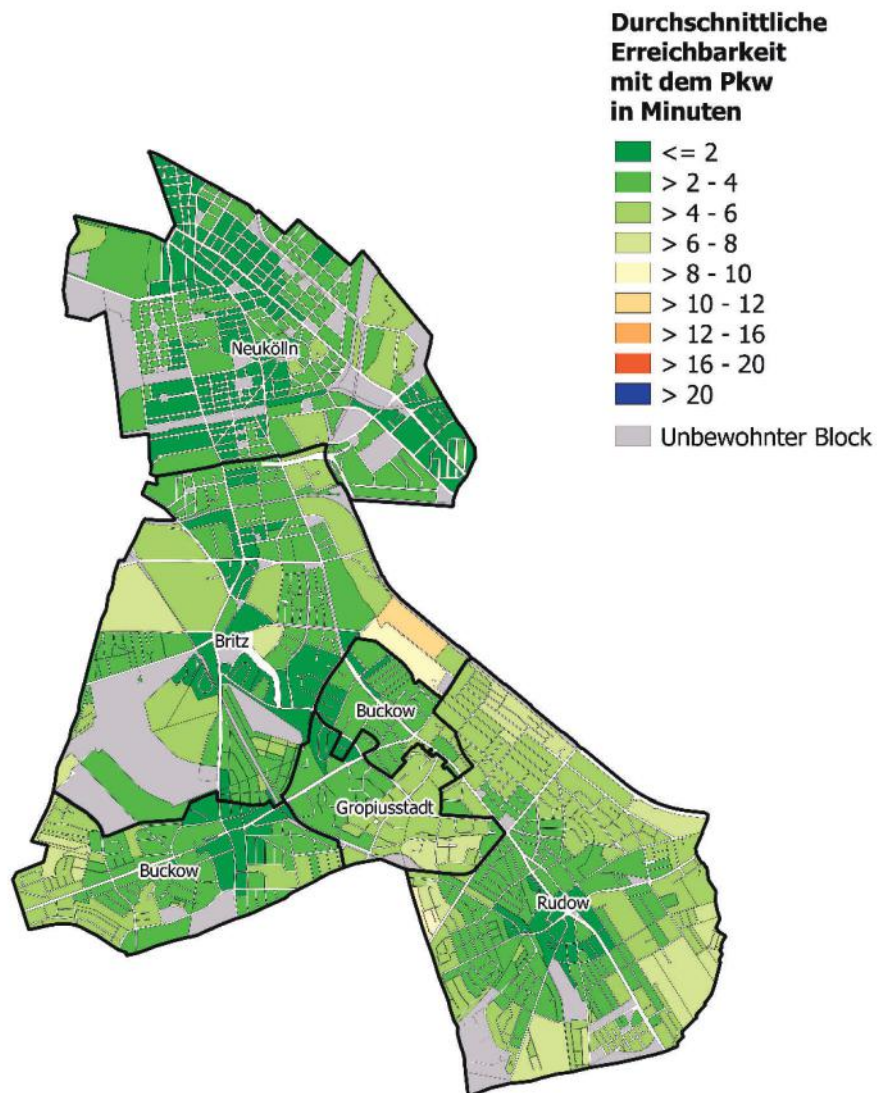 Durchschnittliche
Erreichbarkeit
mit dem Pkw
in Minuten
<= 2
> 2 - 4
> 4 - 6
> 6 - 8
> 8 - 10
> 10 - 12
> 12 - 16
> 16 - 20
> 20
Unbewohnter Block
Neukölln
Britz
Buckow
Gropiusstadt
Buckow
Rudow